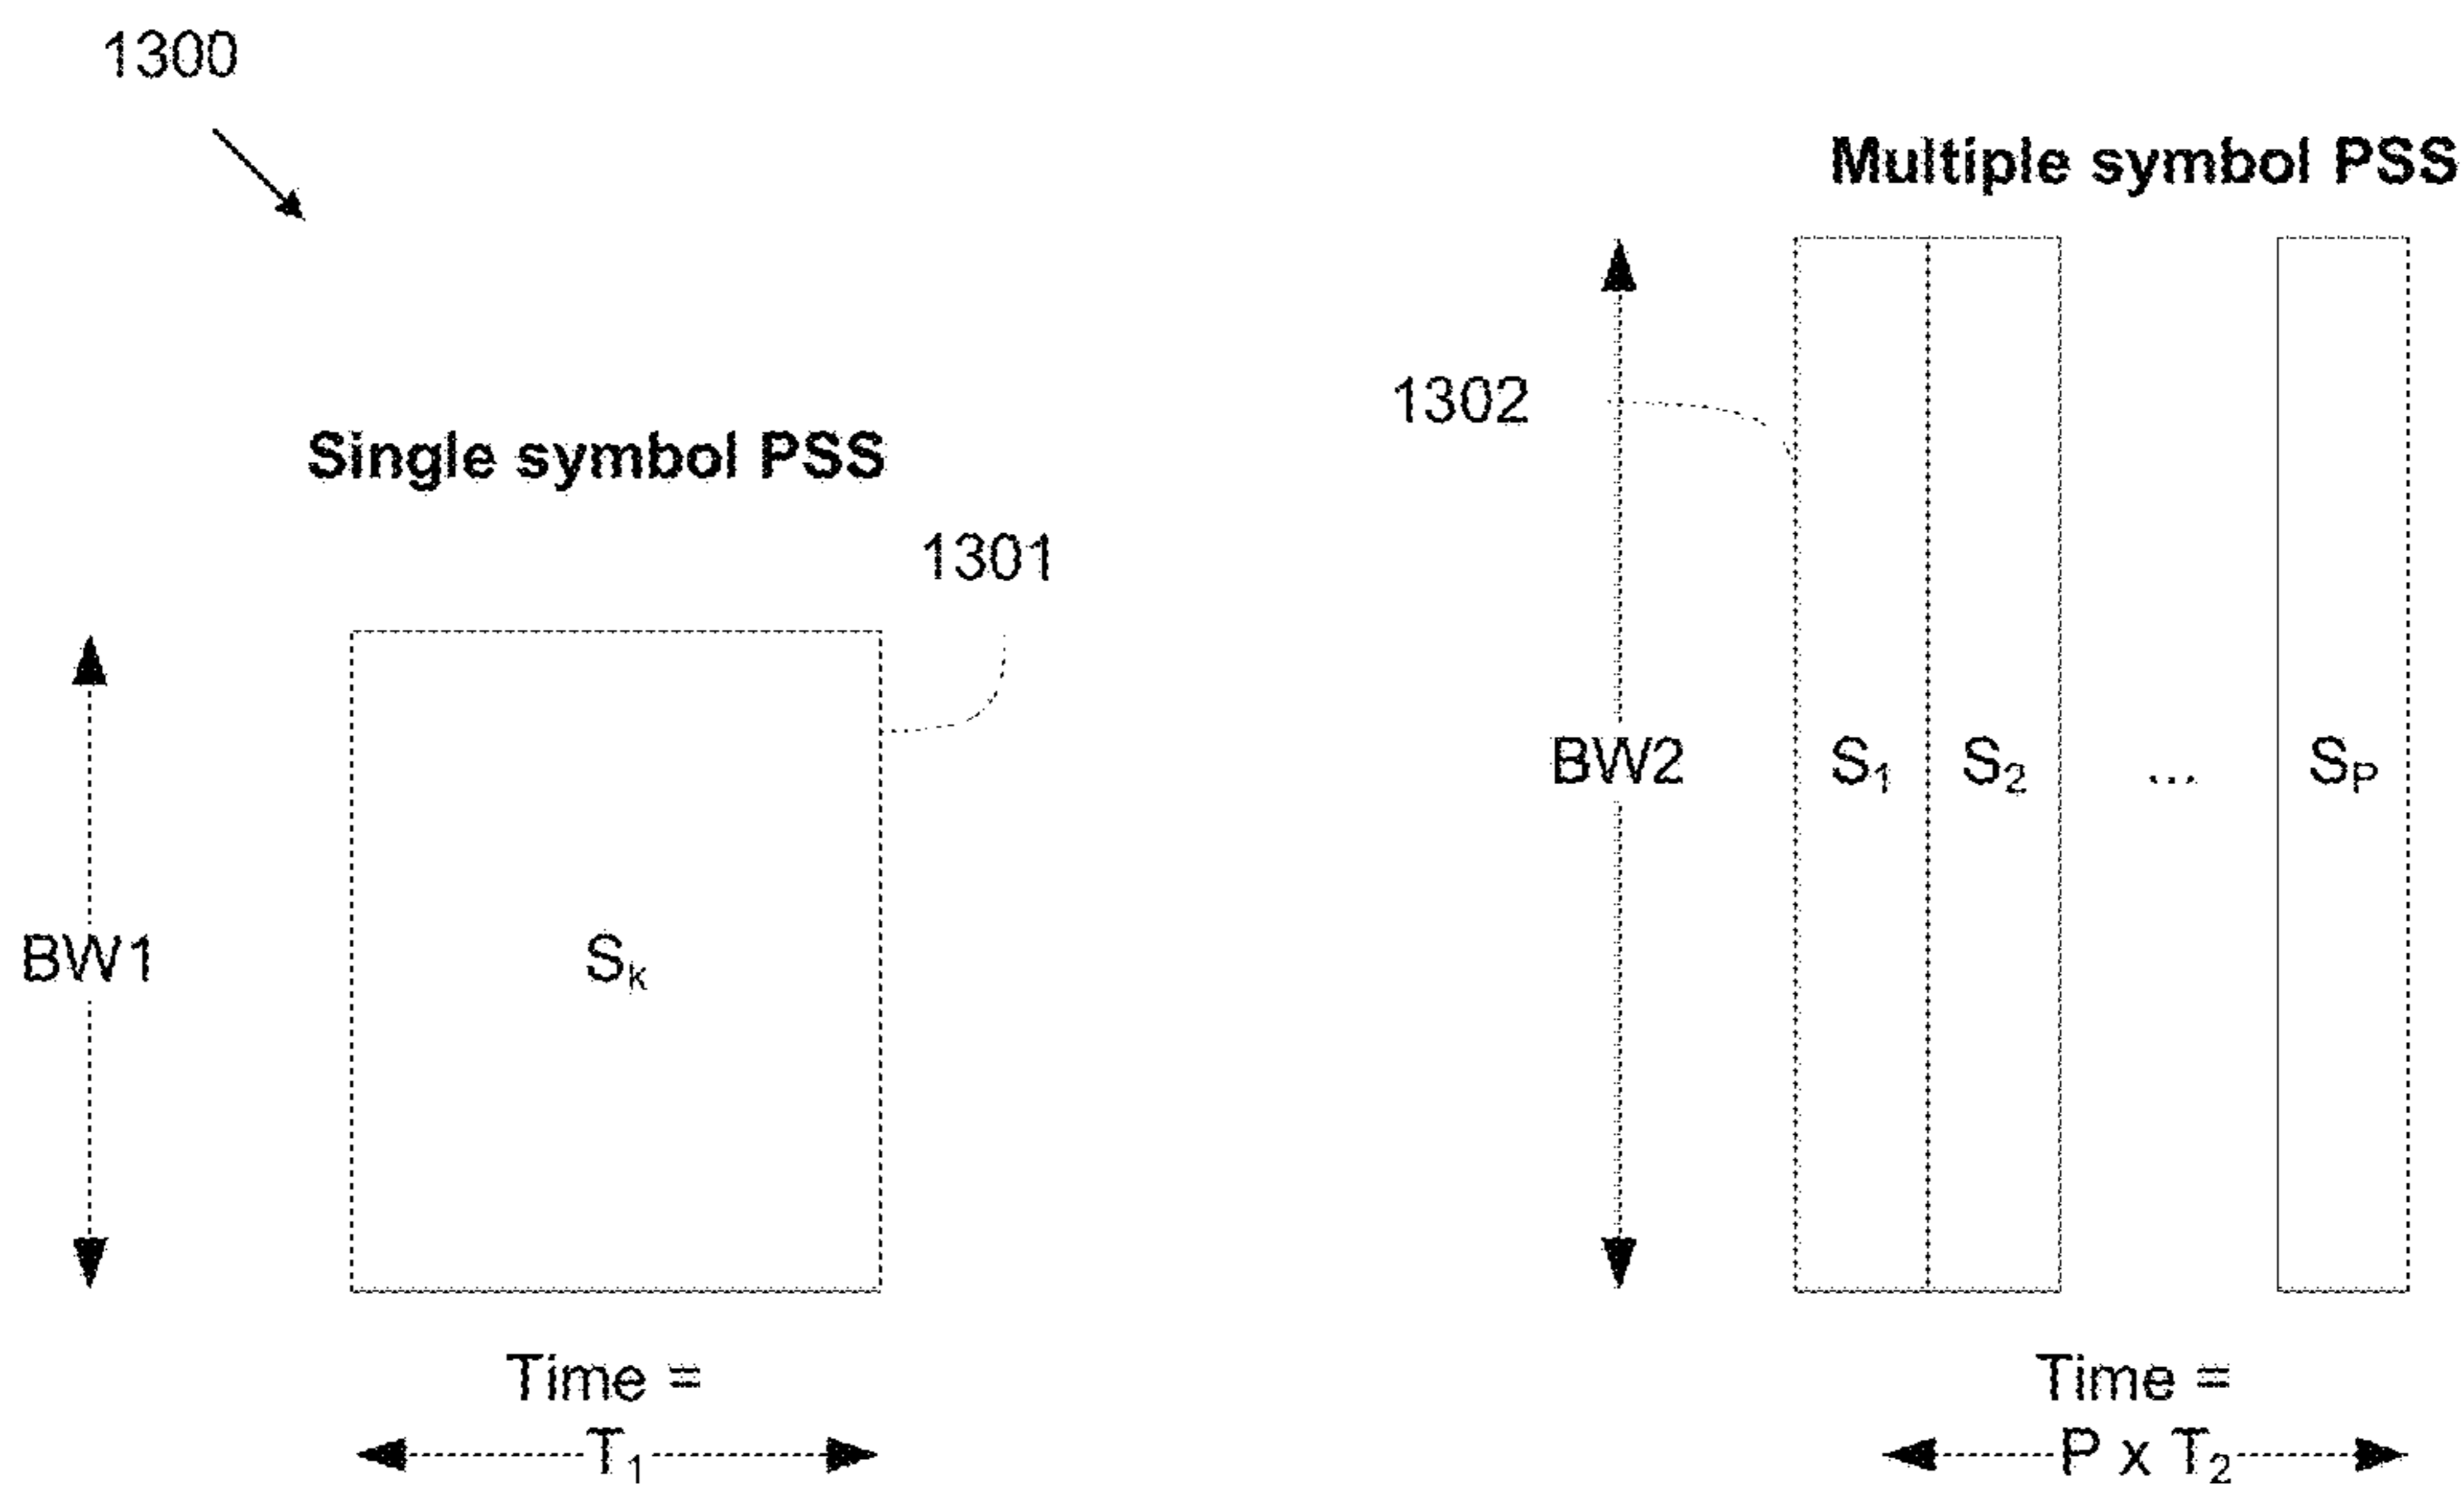 1300
Multiple symbol PSS
1302
Single symbol PSS
1301
BW2
S₁ S₂ ... Sₚ
BW1
Sₖ
Time =
T₁
Time =
P x T₂